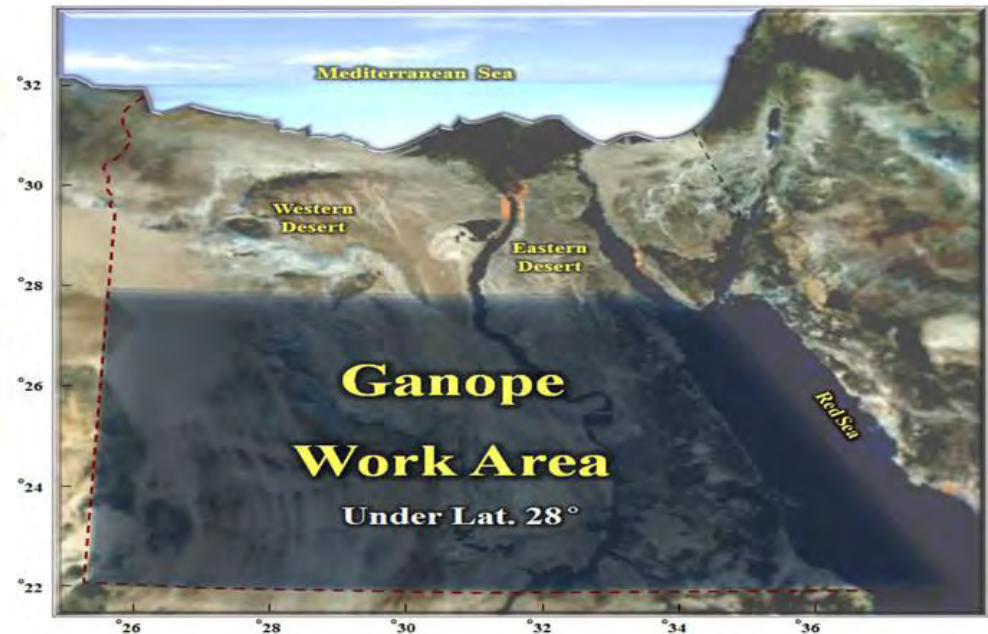 Mediterranean Sea
°32
°30
Western
Desert
Eastern
Desert
°28
Ganope
°26
Red Sea
Work Area
°24
Under Lat. 28°
°22
°26
°28
°30
°32
°34
°36